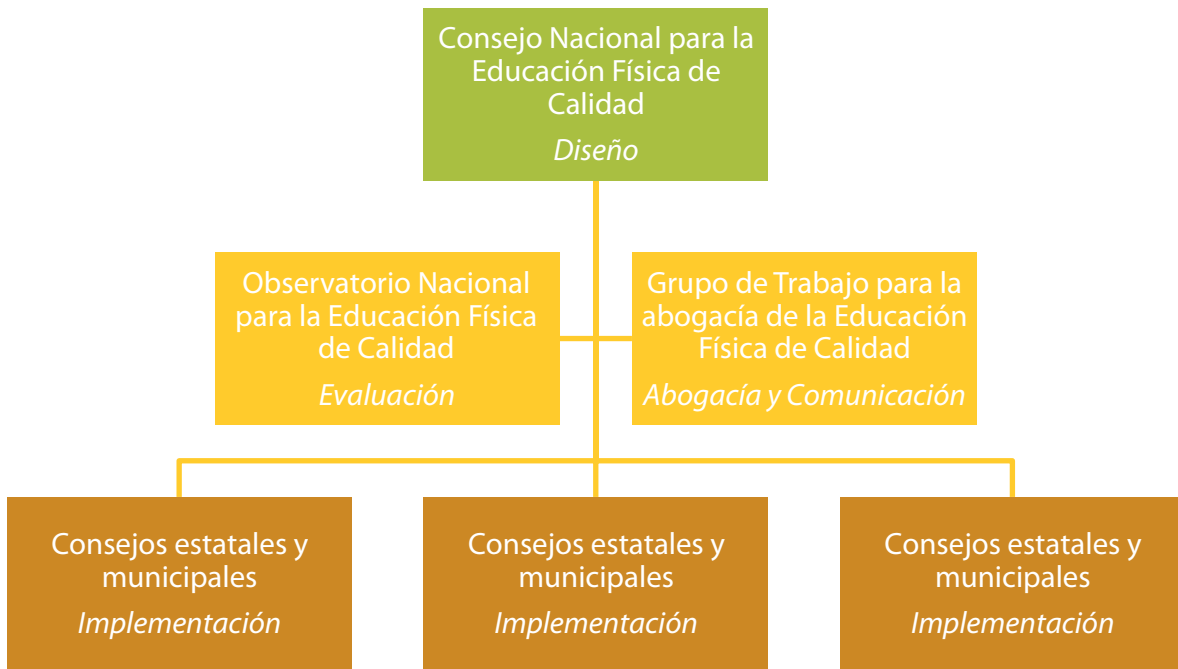 Consejo Nacional para la
Educación Física de
Calidad
Diseño
Observatorio Nacional
para la Educación Física
de Calidad
Evaluación
Grupo de Trabajo para la
abogacía de la Educación
Física de Calidad
Abogacía y Comunicación
Consejos estatales y
municipales
Implementación
Consejos estatales y
municipales
Implementación
Consejos estatales y
municipales
Implementación